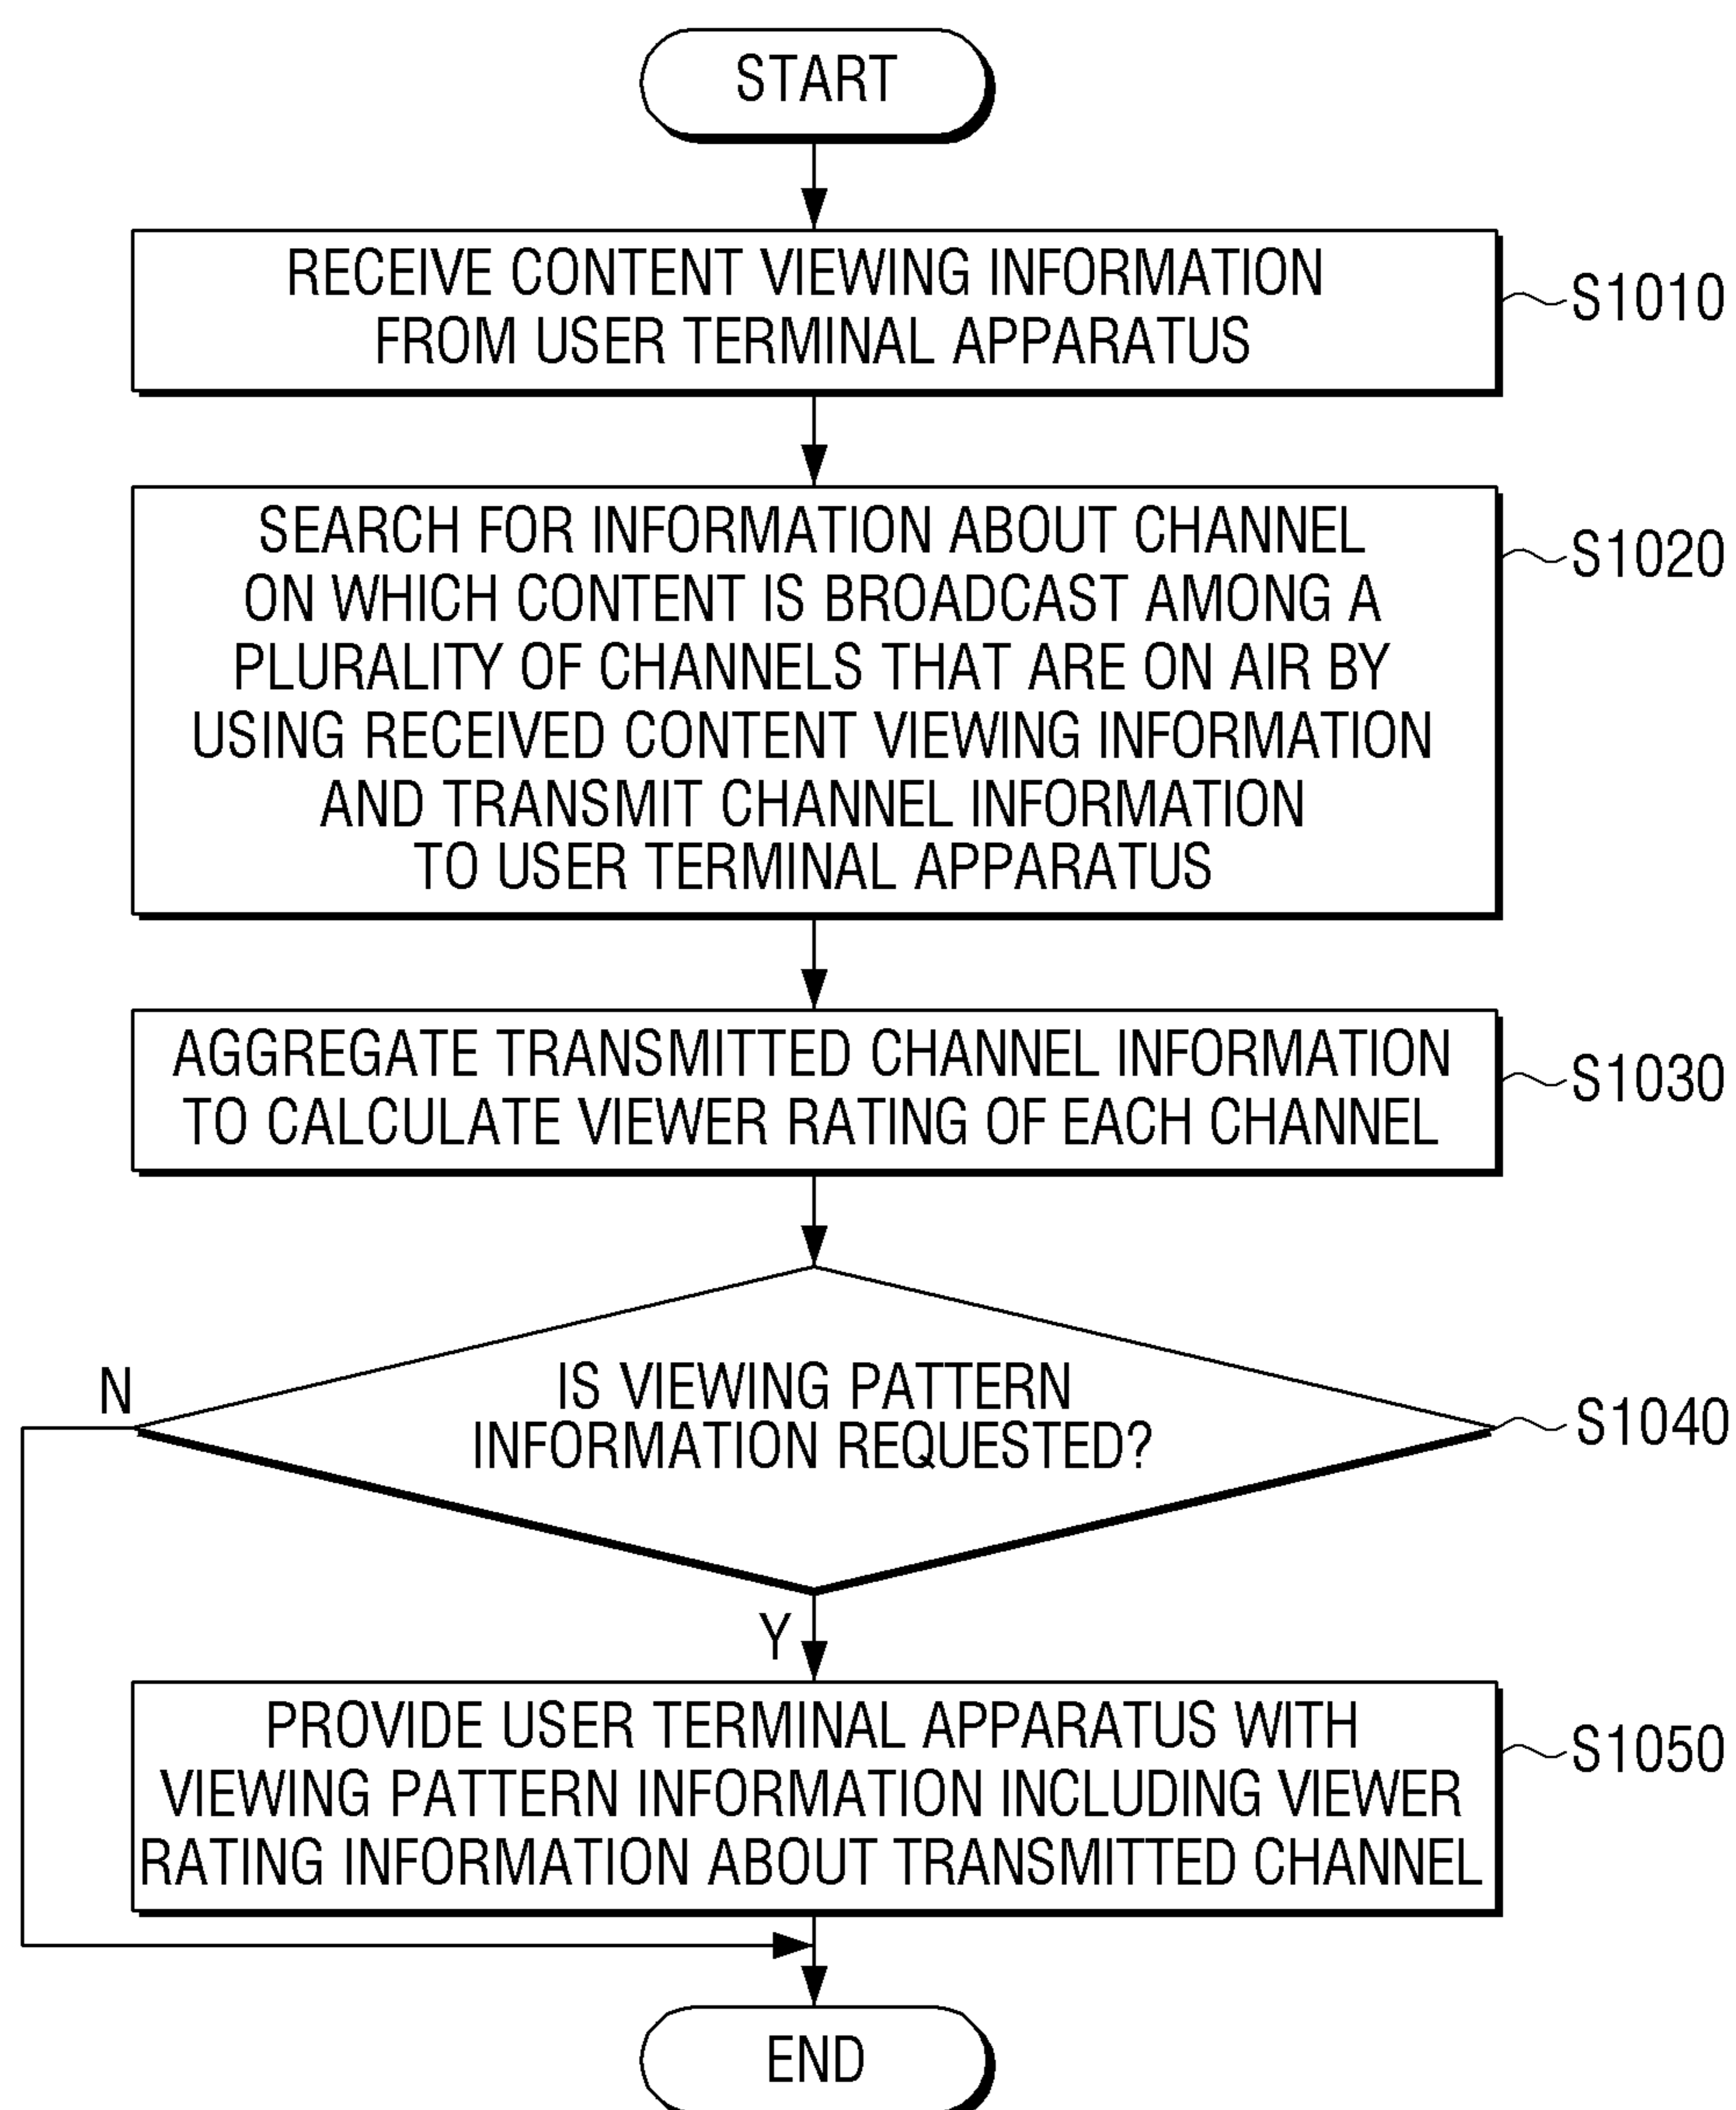 START
RECEIVE CONTENT VIEWING INFORMATION
FROM USER TERMINAL APPARATUS
S1010
SEARCH FOR INFORMATION ABOUT CHANNEL
ON WHICH CONTENT IS BROADCAST AMONG A
PLURALITY OF CHANNELS THAT ARE ON AIR BY
USING RECEIVED CONTENT VIEWING INFORMATION
AND TRANSMIT CHANNEL INFORMATION
TO USER TERMINAL APPARATUS
S1020
AGGREGATE TRANSMITTED CHANNEL INFORMATION
TO CALCULATE VIEWER RATING OF EACH CHANNEL
S1030
IS VIEWING PATTERN
INFORMATION REQUESTED?
S1040
N
Y
PROVIDE USER TERMINAL APPARATUS WITH
VIEWING PATTERN INFORMATION INCLUDING VIEWER
RATING INFORMATION ABOUT TRANSMITTED CHANNEL
S1050
END